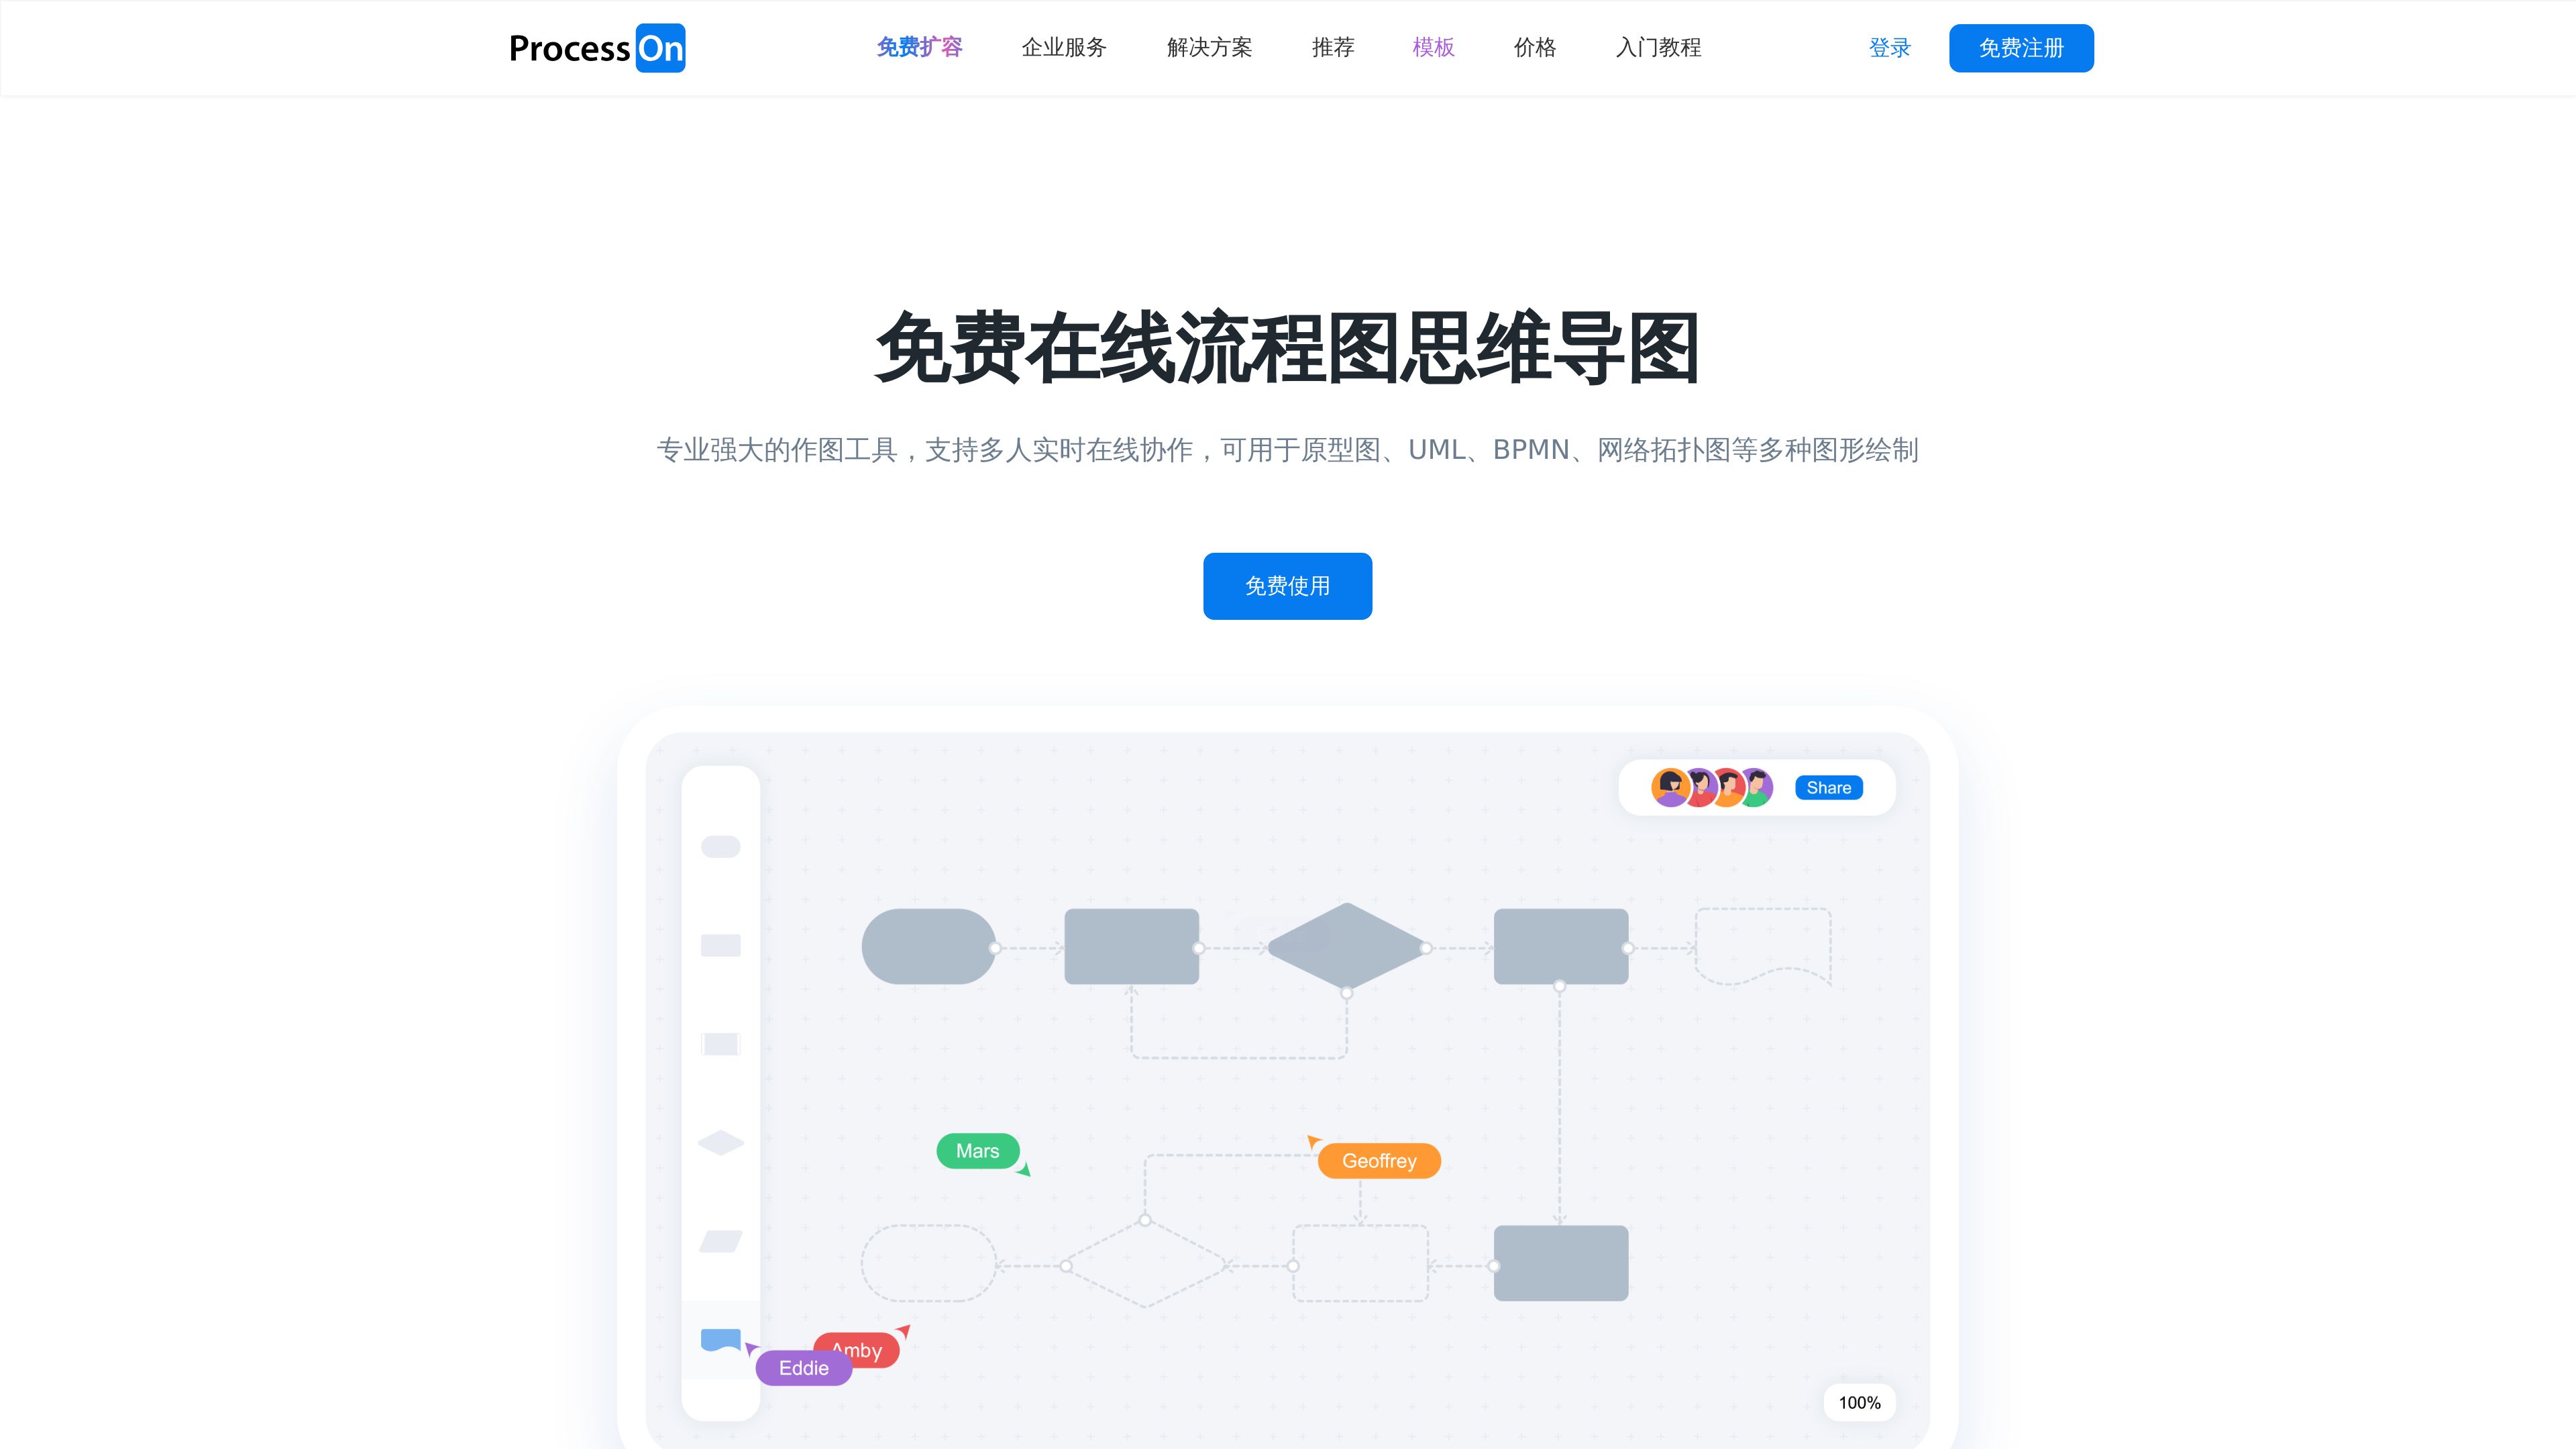 ProcessOn
免费扩容 企业服务 解决方案 推荐 模板 价格 入门教程 登录 免费注册
免费在线流程图思维导图
专业强大的作图工具，支持多人实时在线协作，可用于原型图、UML、BPMN、网络拓扑图等多种图形绘制
免费使用
Share
Mars
Geoffrey
Amby
Eddie
100%